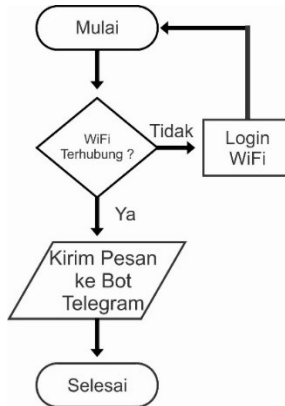 Mulai
WiFi
Terhubung ?
Tidak
Login
WiFi
Ya
Kirim Pesan
ke Bot
Telegram
Selesai